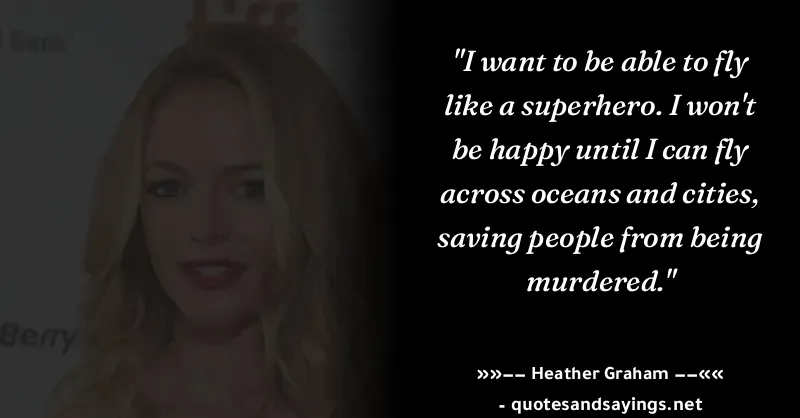 tiff
Bank
Berry
"I want to be able to fly
like a superhero. I won't
be happy until I can fly
across oceans and cities,
saving people from being
murdered."
»»–– Heather Graham ––««
- quotesandsayings.net